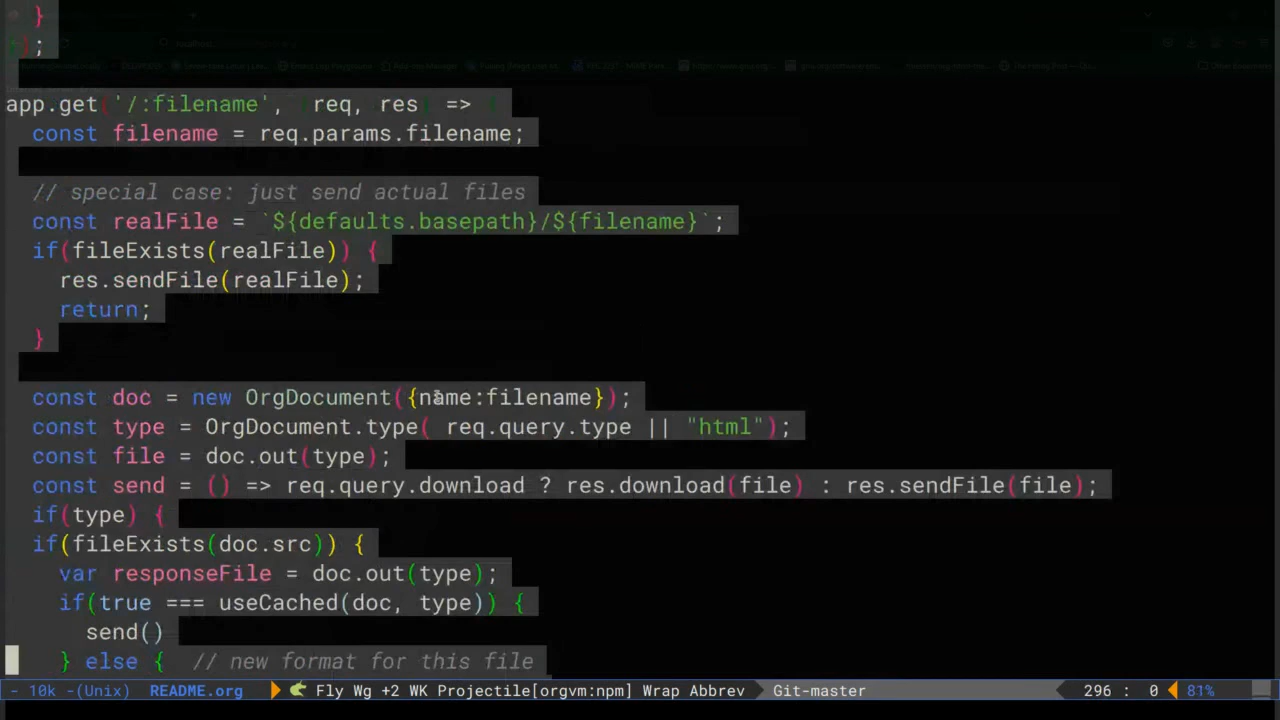 }
;
app.get('/:filename', req, res => {
const filename = req.params.filename;
// special case: just send actual files
const realFile = `${defaults.basepath}/${filename}`;
if(fileExists(realFile)) {
res.sendFile(realFile);
return;
}
const doc = new OrgDocument({name:filename});
const type = OrgDocument.type( req.query.type || "html");
const file = doc.out(type);
const send = () => req.query.download ? res.download(file) : res.sendFile(file);
if(type) {
if(fileExists(doc.src)) {
var responseFile = doc.out(type);
if(true === useCached(doc, type)) {
send()
} else { // new format for this file
- 10k -(Unix) README.org Fly Wg +2 WK Projectile[orgvm:npm] Wrap Abbrev Git-master 296 : 0 81%